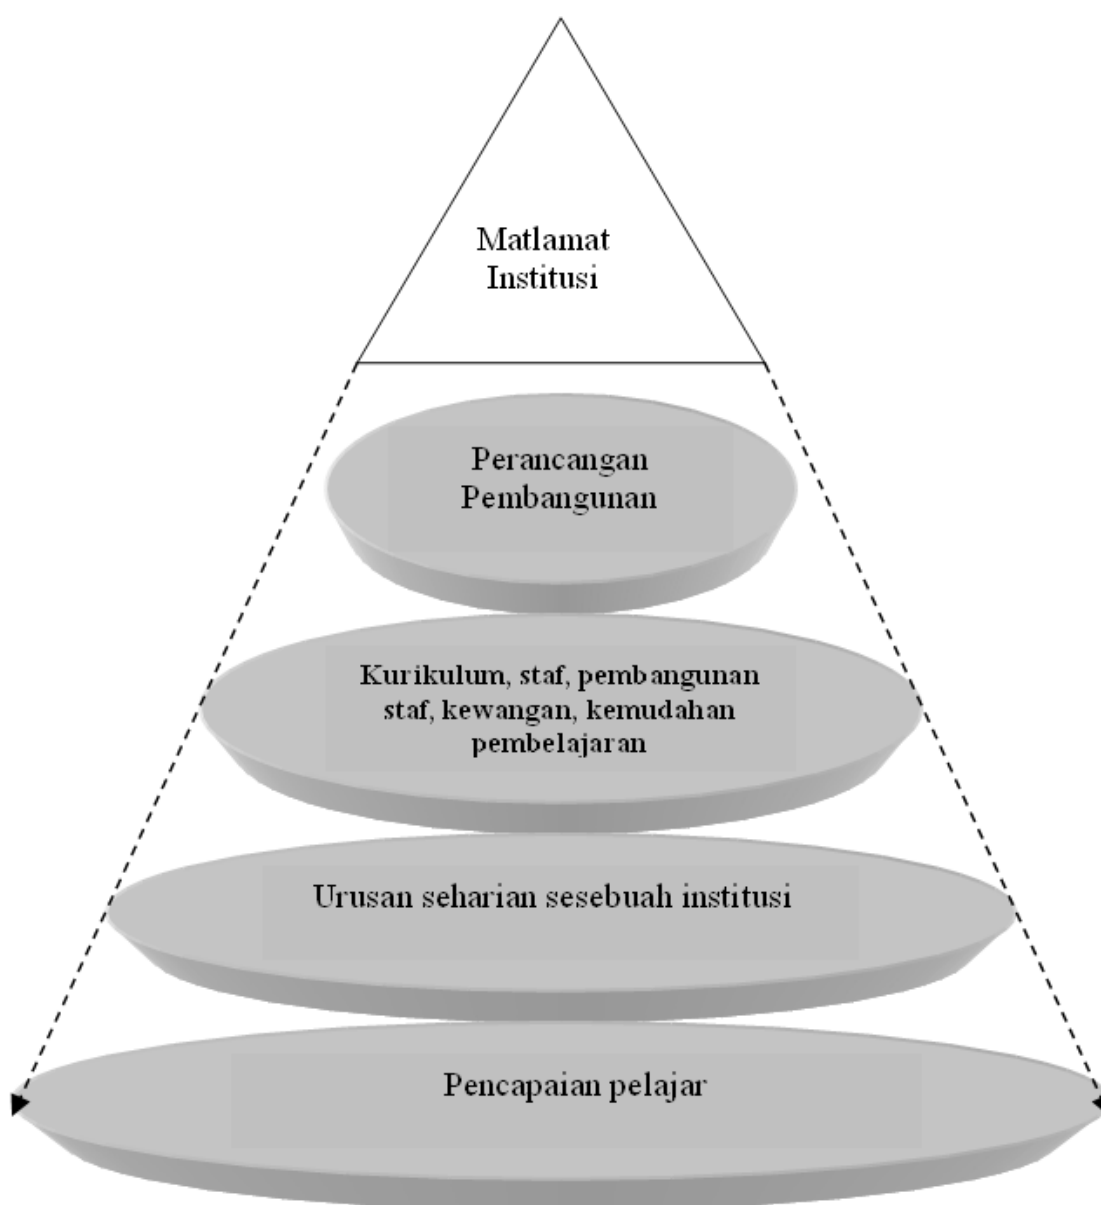 Matlamat
Institusi
Perancangan
Pembangunan
Kurikulum, staf, pembangunan
staf, kewangan, kemudahan
pembelajaran
Urusan seharian sesebuah institusi
Pencapaian pelajar